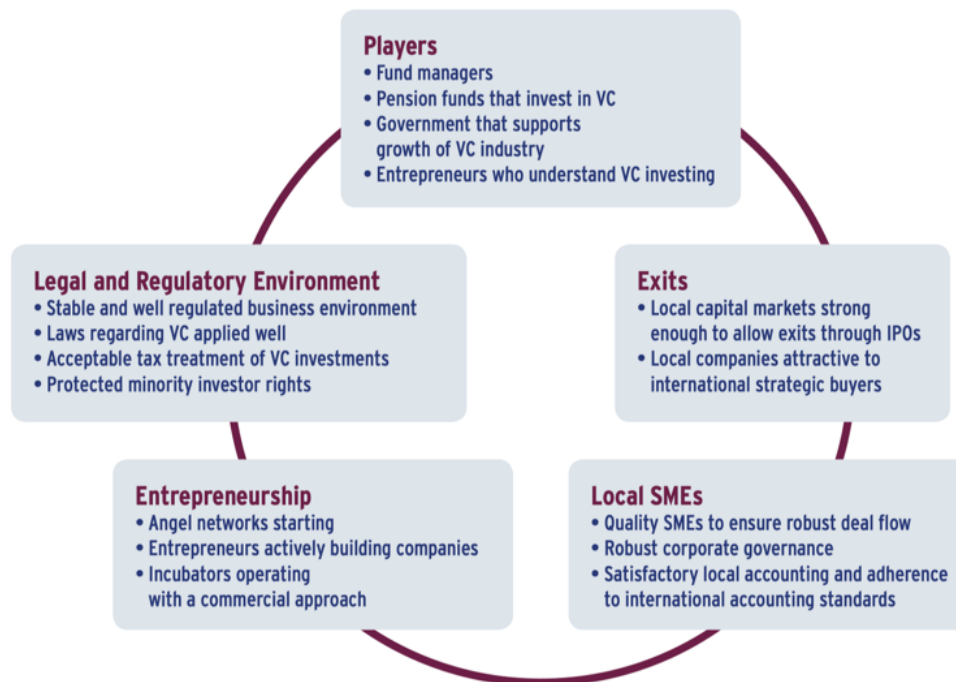 Players
• Fund managers
• Pension funds that invest in VC
• Government that supports
growth of VC industry
• Entrepreneurs who understand VC investing
Legal and Regulatory Environment
• Stable and well regulated business environment
• Laws regarding VC applied well
• Acceptable tax treatment of VC investments
• Protected minority investor rights
Exits
• Local capital markets strong
enough to allow exits through IPOs
• Local companies attractive to
international strategic buyers
Entrepreneurship
• Angel networks starting
• Entrepreneurs actively building companies
• Incubators operating
with a commercial approach
Local SMEs
• Quality SMEs to ensure robust deal flow
• Robust corporate governance
• Satisfactory local accounting and adherence
to international accounting standards